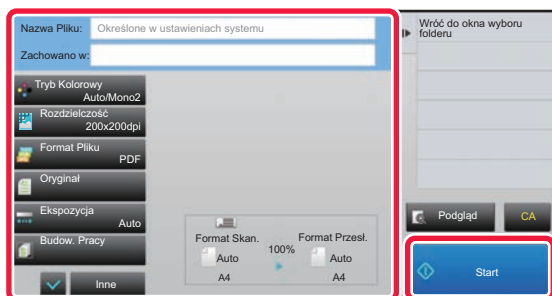 Nazwa Pliku: Określone w ustawieniach systemu
Zachowano w:
Tryb Kolorowy
Auto/Mono2
Rozdzielczość
200x200dpi
Format Pliku
PDF
Oryginał
Ekspozycja
Auto
Budow. Pracy
Inne
Format Skan.
Auto
A4
100%
Format Przesł.
Auto
A4
Wróć do okna wyboru
folderu
Podgląd
CA
Start